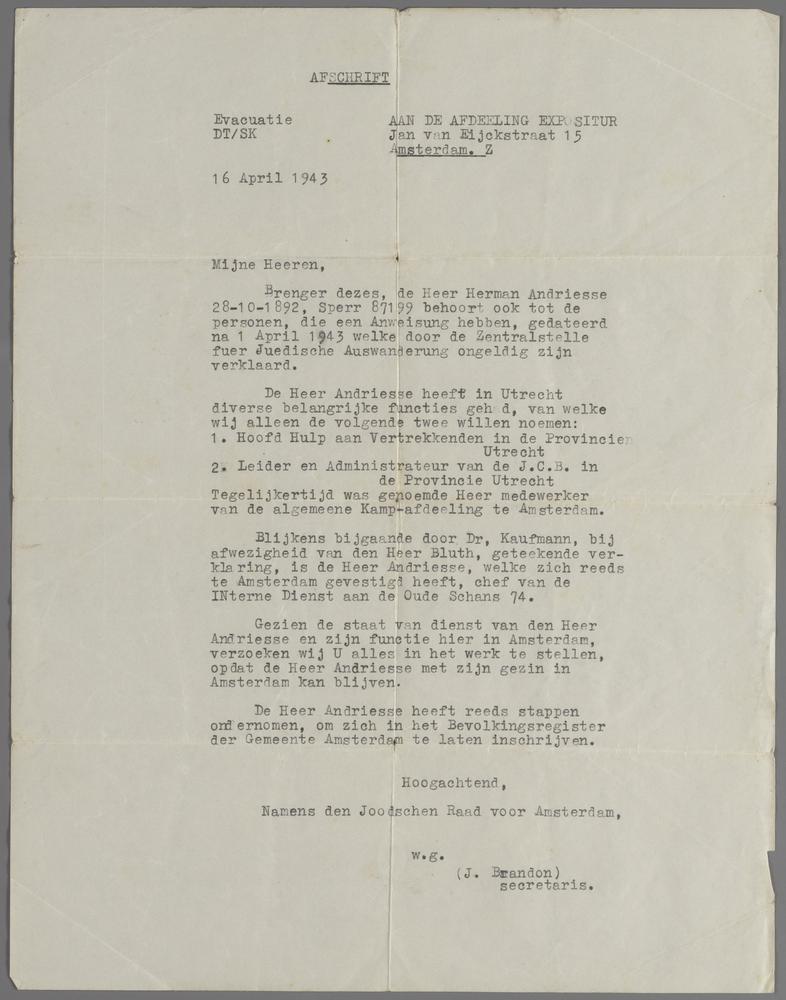 AFSCHRIFT
Evacuatie
DT/SK
AAN DE AFDEELING EXPOSITUR
Jan van Eijckstraat 15
Amsterdam. Z
16 April 1943
Mijne Heeren,
Brenger dezes, de Heer Herman Andriesse
28-10-1892, Sperr 87199 behoort ook tot de
personen, die een Anweisung hebben, gedateerd
na 1 April 1943 welke door de Zentralstelle
fuer Juedische Auswanderung ongeldig zijn
verklaard.
De Heer Andriesse heeft in Utrecht
diverse belangrijke functies gehad, van welke
wij alleen de volgende twee willen noemen:
1. Hoofd Hulp aan Vertrekkenden in de Provincien
Utrecht
2. Leider en Administrateur van de J.C.B. in
de Provincie Utrecht
Tegelijkertijd was genoemde Heer medewerker
van de algemeene Kamp-afdeeling te Amsterdam.
Blijkens bijgaande door Dr, Kaufmann, bij
afwezigheid van den Heer Bluth, geteekende ver-
klaring, is de Heer Andriesse, welke zich reeds
te Amsterdam gevestigd heeft, chef van de
INterne Dienst aan de Oude Schans 74.
Gezien de staat van dienst van den Heer
Andriesse en zijn functie hier in Amsterdam,
verzoeken wij U alles in het werk te stellen,
opdat de Heer Andriesse met zijn gezin in
Amsterdam kan blijven.
De Heer Andriesse heeft reeds stappen
ondernomen, om zich in het Bevolkingsregister
der Gemeente Amsterdam te laten inschrijven.
Hoogachtend,
Namens den Joodschen Raad voor Amsterdam,
w.g.
(J. Brandon)
secretaris.